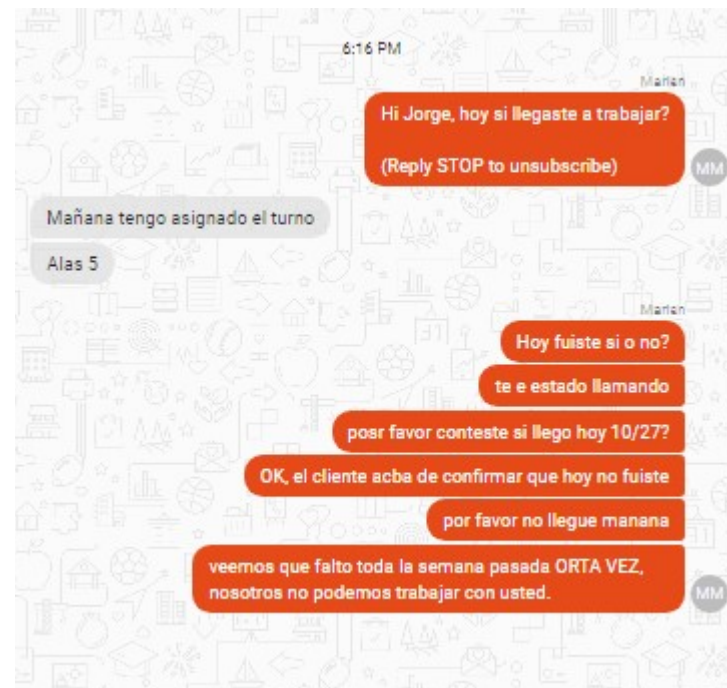 6:16 PM
Marian
Hi Jorge, hoy si llegaste a trabajar?
(Reply STOP to unsubscribe)
MM
Mañana tengo asignado el turno
Alas 5
Marian
Hoy fuiste si o no?
te e estado llamando
posr favor conteste si llego hoy 10/27?
OK, el cliente acba de confirmar que hoy no fuiste
por favor no llegue manana
veemos que falto toda la semana pasada ORTA VEZ,
nosotros no podemos trabajar con usted.
MM